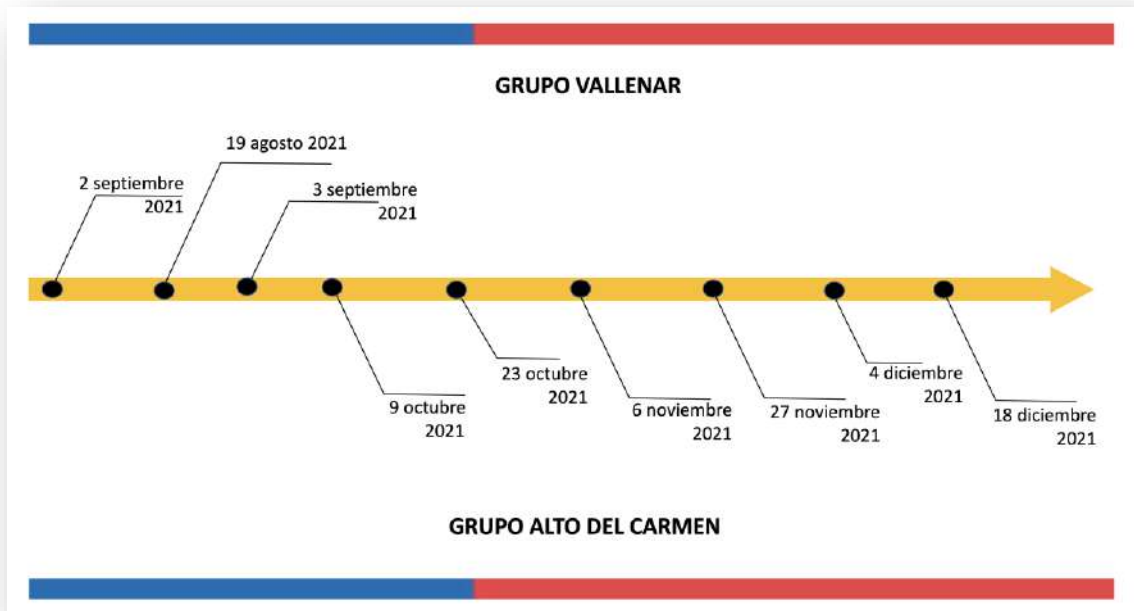 GRUPO VALLENAR
19 agosto 2021
2 septiembre
2021
3 septiembre
2021
9 octubre
2021
23 octubre
2021
6 noviembre
2021
27 noviembre
2021
4 diciembre
2021
18 diciembre
2021
GRUPO ALTO DEL CARMEN